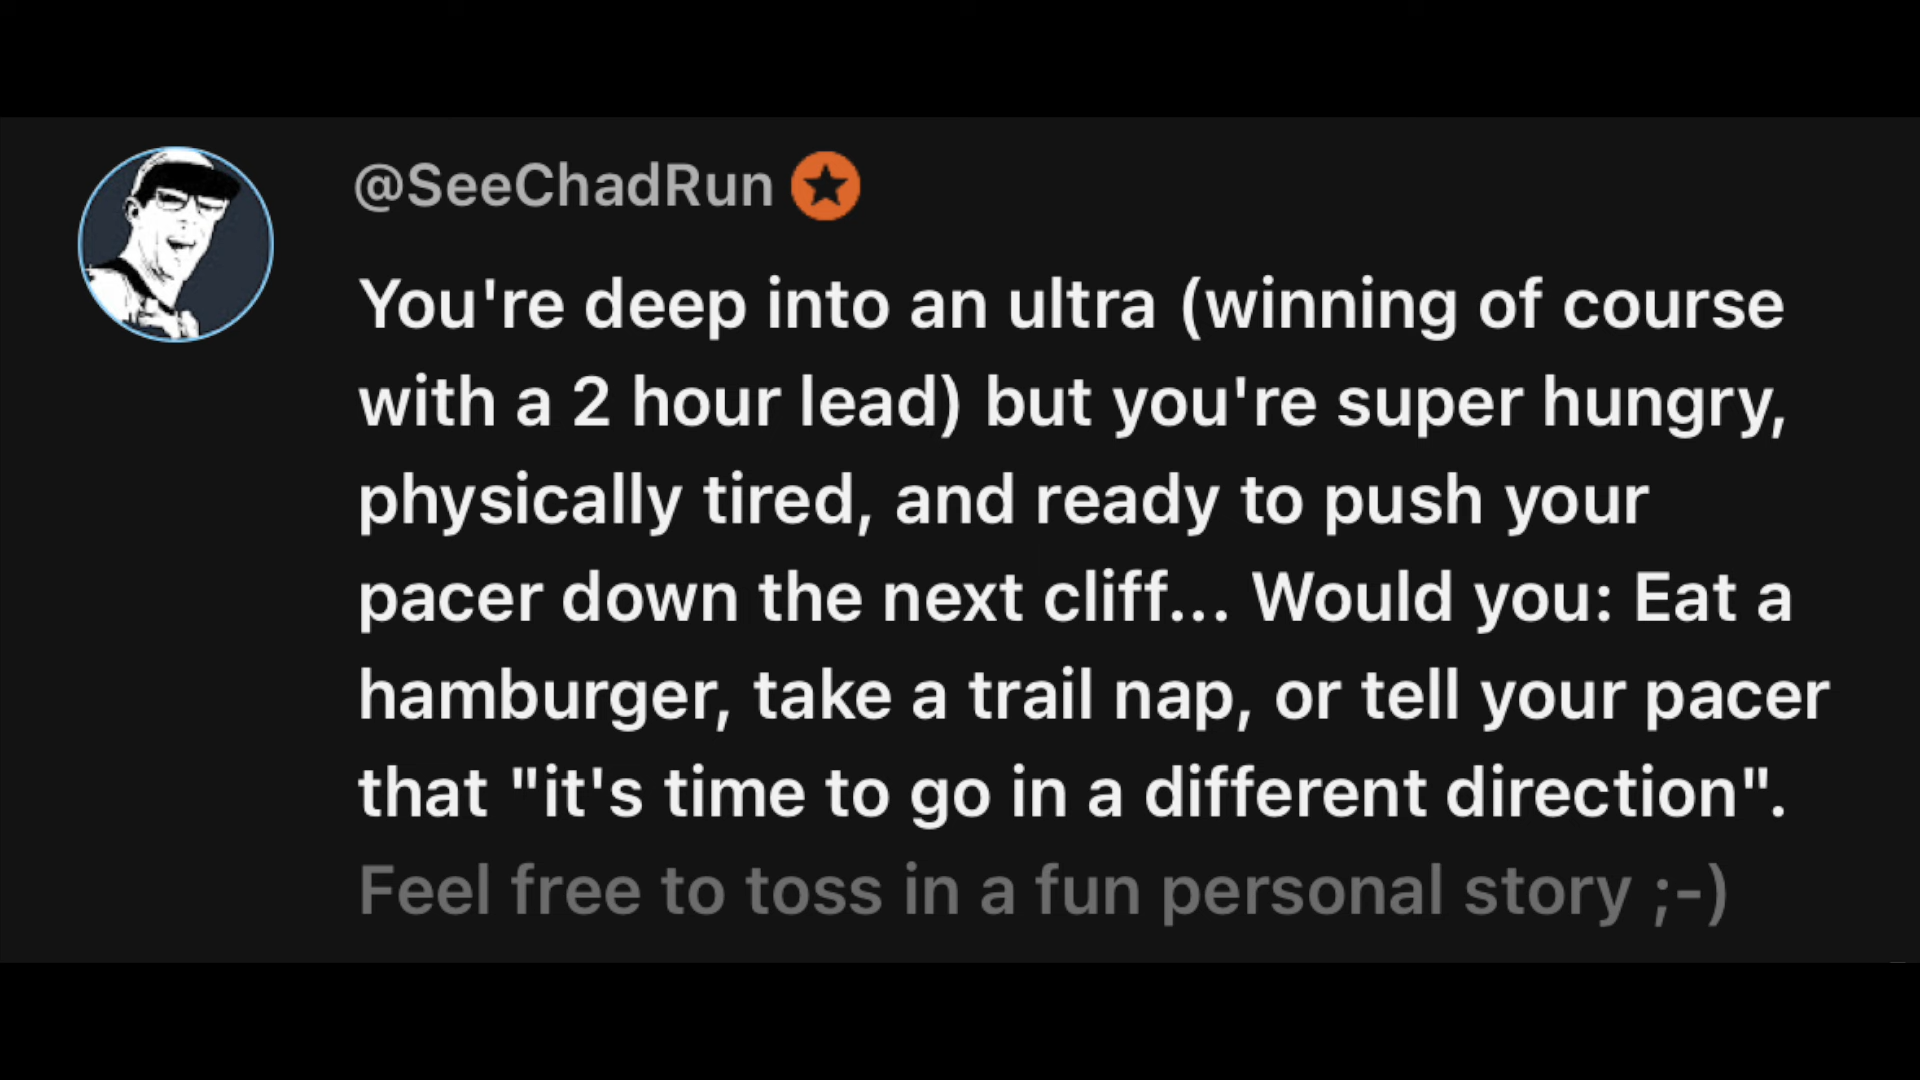 @SeeChadRun
You're deep into an ultra (winning of course
with a 2 hour lead) but you're super hungry,
physically tired, and ready to push your
pacer down the next cliff... Would you: Eat a
hamburger, take a trail nap, or tell your pacer
that "it's time to go in a different direction".
Feel free to toss in a fun personal story ;-)